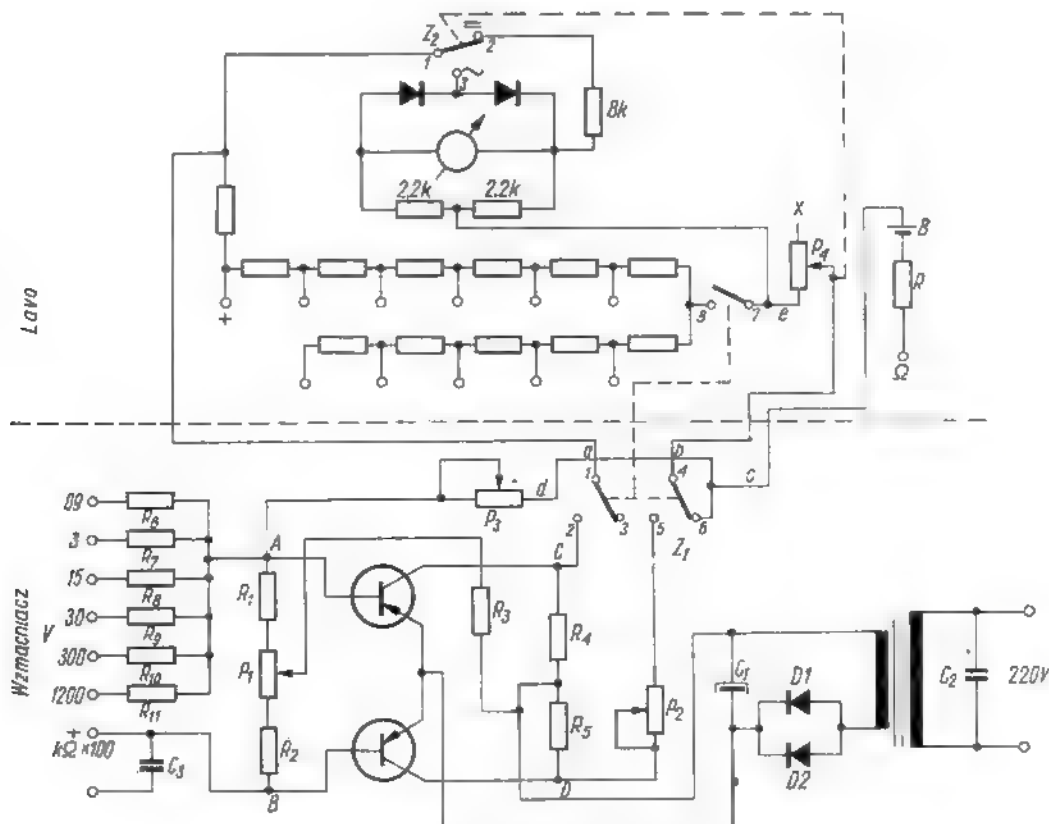 Z2
=
1
2
3
~
8k
2.2k
2.2k
X
P4
B
R
Ω
+
8
7
e
Lavo
a
b
c
d
1
4
P3
2
3
5
6
Z1
09
R6
3
R7
15
R8
30
R9
300
R10
1200
R11
V
Wzmacniacz
+
kΩ×100
C3
A
R1
P1
R2
B
R3
C
R4
R5
D
P2
C1
D1
D2
C2
220V